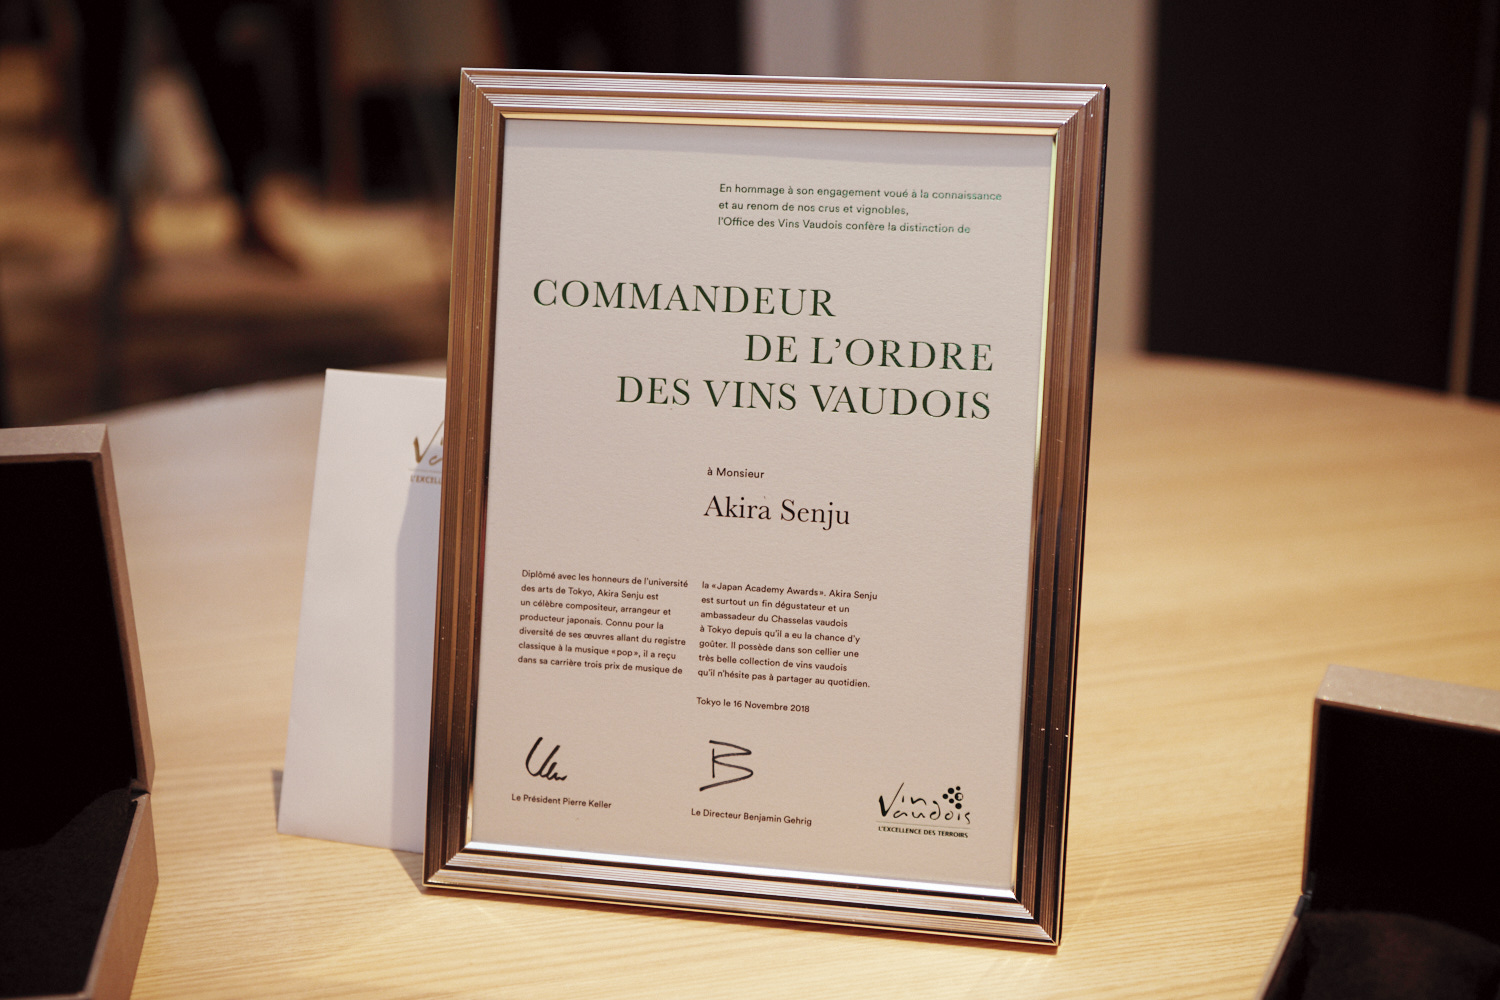 En hommage à son engagement voué à la connaissance
et au renom de nos crus et vignobles,
l'Office des Vins Vaudois confère la distinction de
COMMANDEUR
DE L'ORDRE
DES VINS VAUDOIS
à Monsieur
Akira Senju
Diplômé avec les honneurs de l'université
des arts de Tokyo, Akira Senju est
un célèbre compositeur, arrangeur et
producteur japonais. Connu pour la
diversité de ses œuvres allant du registre
classique à la musique «pop», il a reçu
dans sa carrière trois prix de musique de
la «Japan Academy Awards». Akira Senju
est surtout un fin dégustateur et un
ambassadeur du Chasselas vaudois
à Tokyo depuis qu'il a eu la chance d'y
goûter. Il possède dans son cellier une
très belle collection de vins vaudois
qu'il n'hésite pas à partager au quotidien.
Tokyo le 16 Novembre 2018
Le Président Pierre Keller
Le Directeur Benjamin Gehrig
Vins
Vaudois
L'EXCELLENCE DES TERROIRS